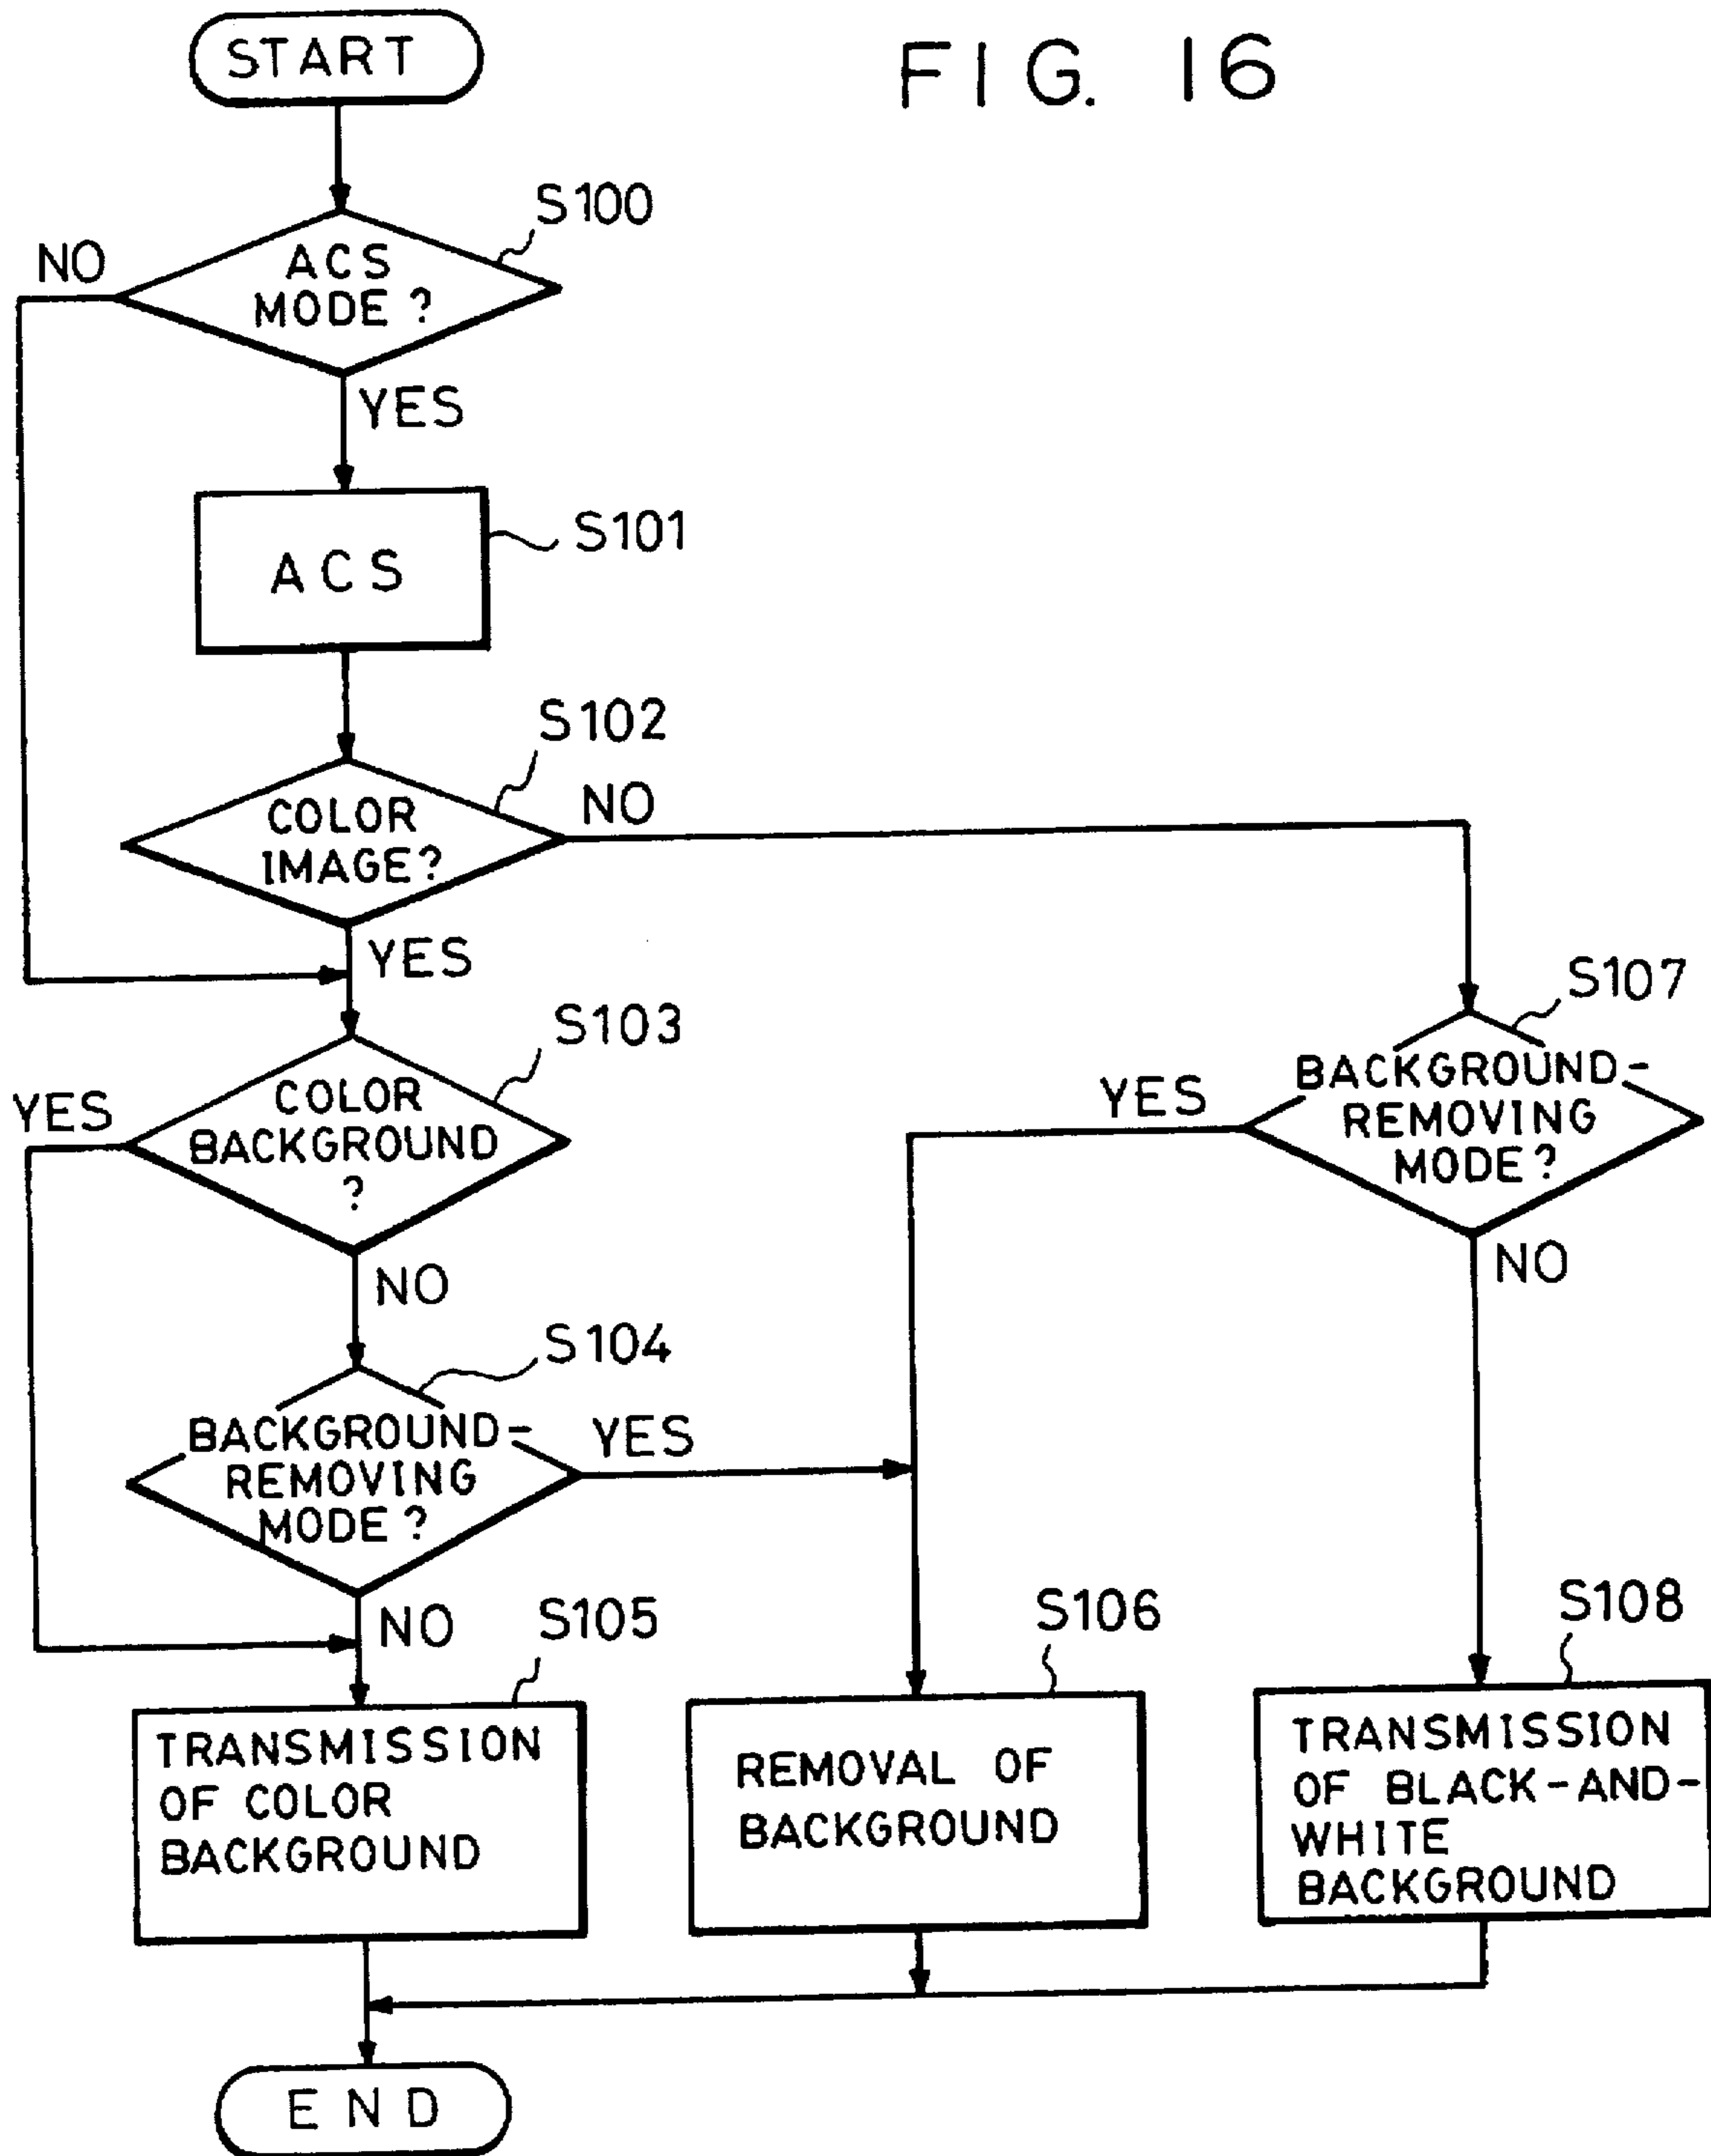 FIG. 16
START
S100
NO
ACS
MODE?
YES
S101
ACS
S102
NO
COLOR
IMAGE?
YES
S103
YES
COLOR
BACKGROUND
?
NO
S107
YES
BACKGROUND-
REMOVING
MODE?
NO
S104
BACKGROUND-
REMOVING
MODE?
YES
NO
S105
TRANSMISSION
OF COLOR
BACKGROUND
S106
REMOVAL OF
BACKGROUND
S108
TRANSMISSION
OF BLACK-AND-
WHITE
BACKGROUND
END